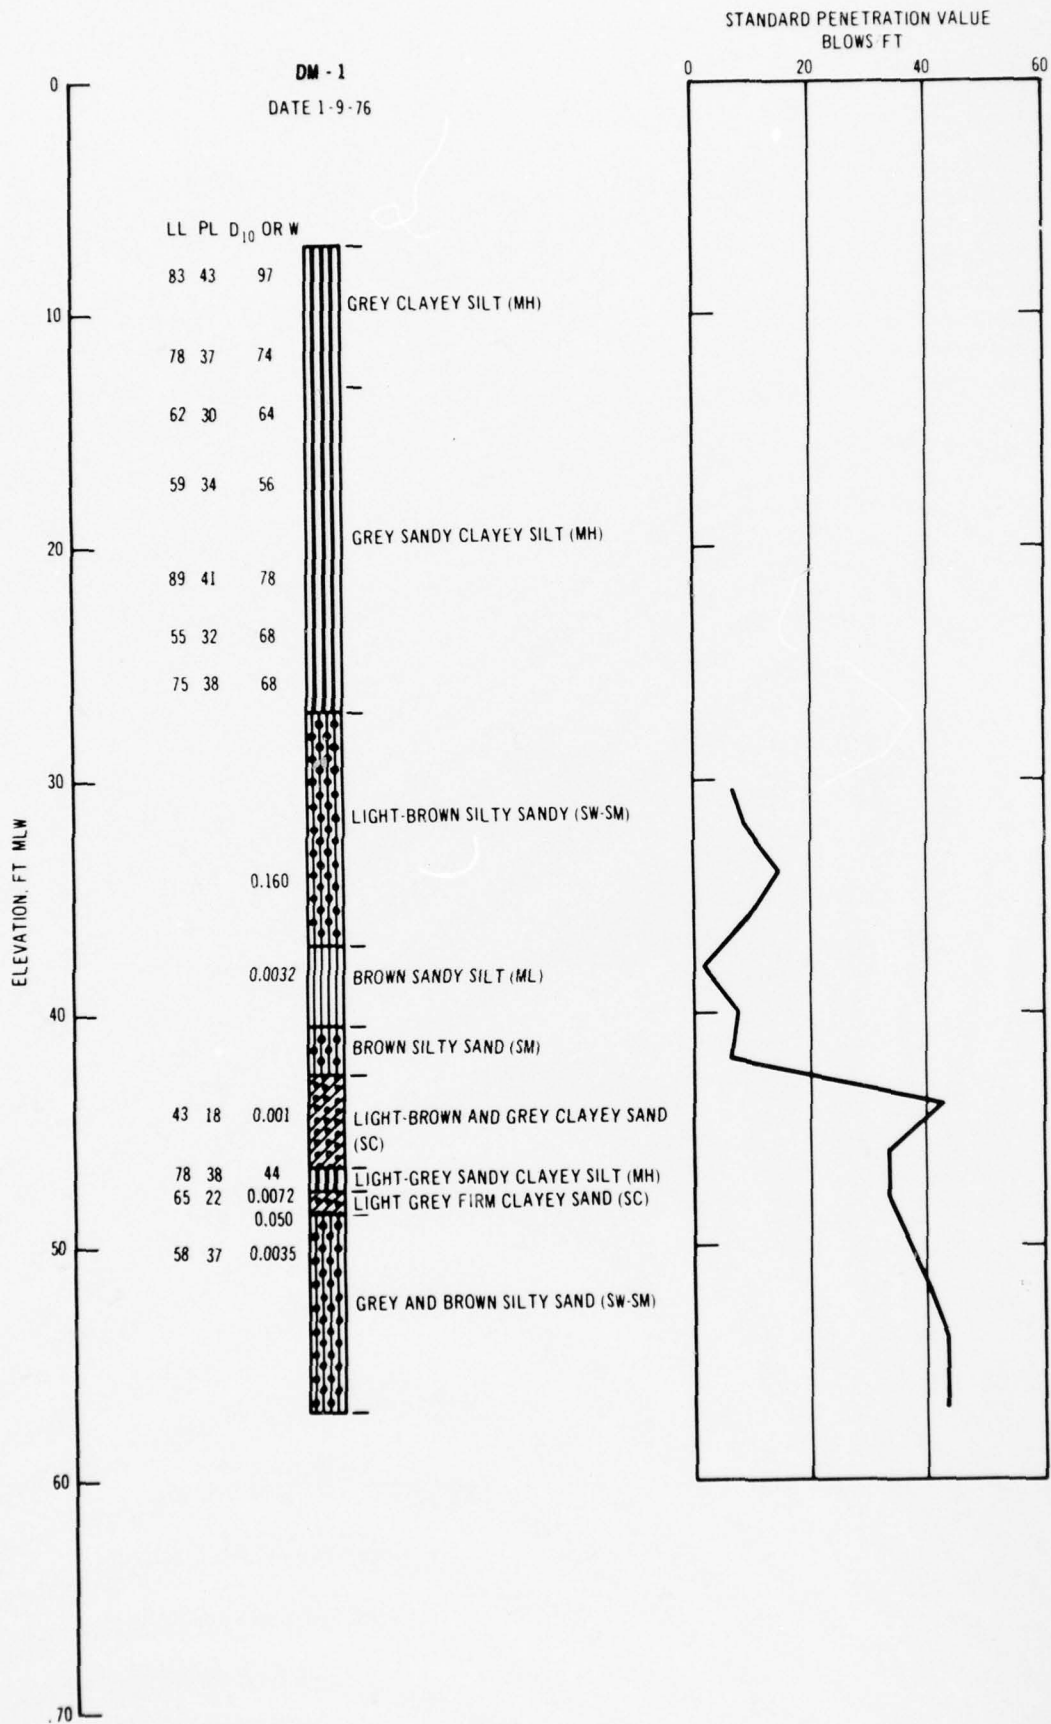 STANDARD PENETRATION VALUE
BLOWS/FT
0 20 40 60
DM - 1
DATE 1-9-76
0
LL PL D10 OR W
83 43 97
GREY CLAYEY SILT (MH)
10
78 37 74
62 30 64
59 34 56
GREY SANDY CLAYEY SILT (MH)
20
89 41 78
55 32 68
75 38 68
30
LIGHT-BROWN SILTY SANDY (SW-SM)
ELEVATION, FT MLW
0.160
0.0032 BROWN SANDY SILT (ML)
40
BROWN SILTY SAND (SM)
43 18 0.001 LIGHT-BROWN AND GREY CLAYEY SAND
(SC)
78 38 44 LIGHT-GREY SANDY CLAYEY SILT (MH)
65 22 0.0072 LIGHT GREY FIRM CLAYEY SAND (SC)
0.050
50
58 37 0.0035
GREY AND BROWN SILTY SAND (SW-SM)
60
70